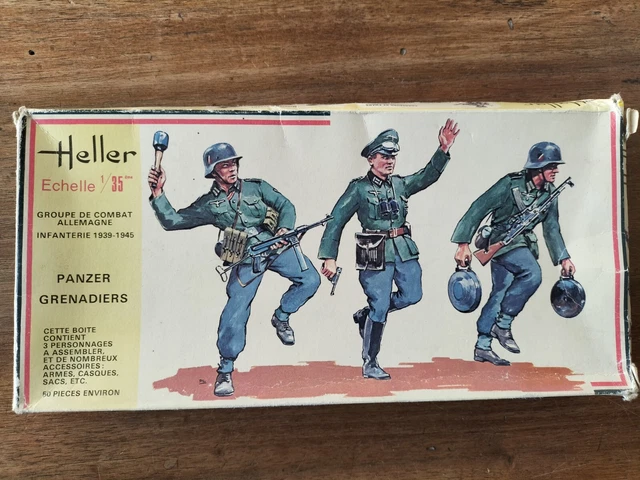 Heller
Echelle 1/35ème
GROUPE DE COMBAT
ALLEMAGNE
INFANTERIE 1939-1945
PANZER
GRENADIERS
CETTE BOITE
CONTIENT
3 PERSONNAGES
A ASSEMBLER,
ET DE NOMBREUX
ACCESSOIRES:
ARMES, CASQUES,
SACS, ETC.
50 PIECES ENVIRON